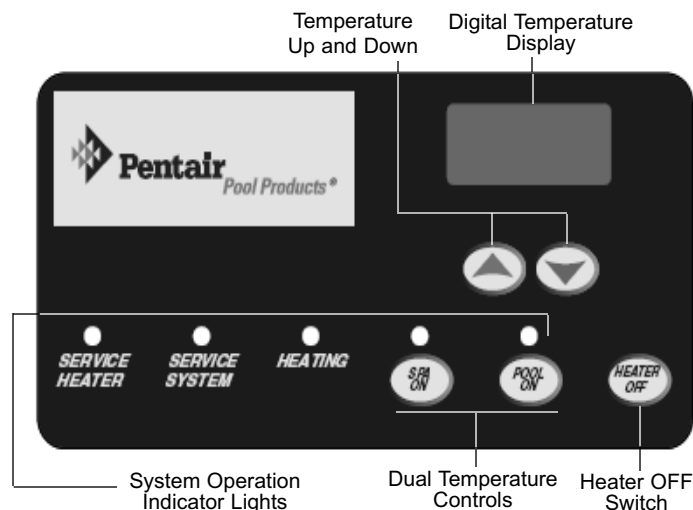 Temperature
Up and Down
Digital Temperature
Display
Pentair
Pool Products®
SERVICE
HEATER
SERVICE
SYSTEM
HEATING
SPA
ON
POOL
ON
HEATER
OFF
System Operation
Indicator Lights
Dual Temperature
Controls
Heater OFF
Switch